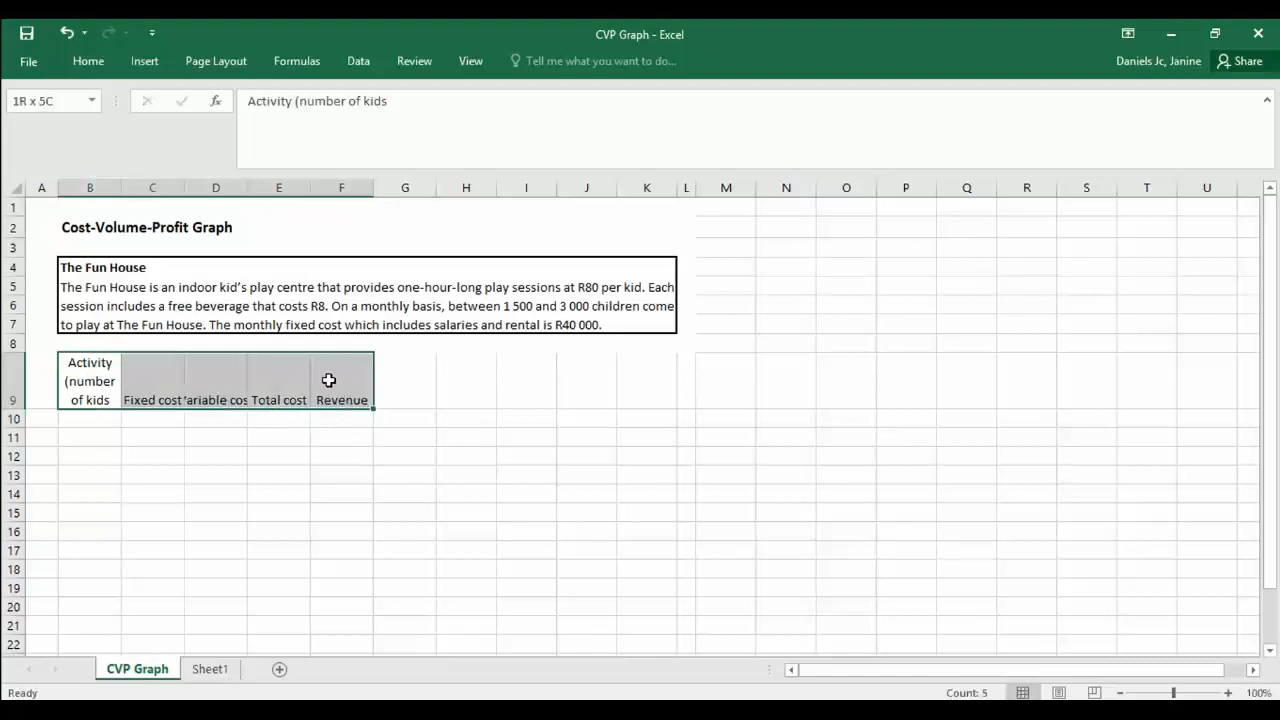 CVP Graph - Excel
File Home Insert Page Layout Formulas Data Review View Tell me what you want to do... Daniels Jc, Janine Share
1R x 5C fx Activity (number of kids
A B C D E F G H I J K L M N O P Q R S T U
1
2 Cost-Volume-Profit Graph
3
4 The Fun House
5 The Fun House is an indoor kid's play centre that provides one-hour-long play sessions at R80 per kid. Each
6 session includes a free beverage that costs R8. On a monthly basis, between 1 500 and 3 000 children come
7 to play at The Fun House. The monthly fixed cost which includes salaries and rental is R40 000.
8
Activity
(number
9 of kids Fixed cost 'ariable cos Total cost Revenue
10
11
12
13
14
15
16
17
18
19
20
21
22
CVP Graph Sheet1
Ready Count: 5 100%